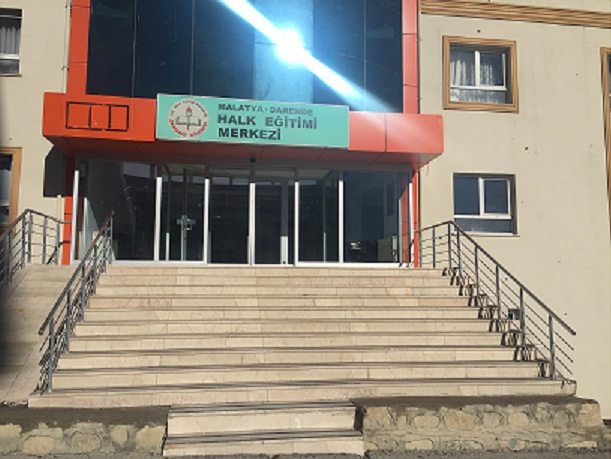 MALATYA - DARENDE
HALK EĞİTİMİ
MERKEZİ